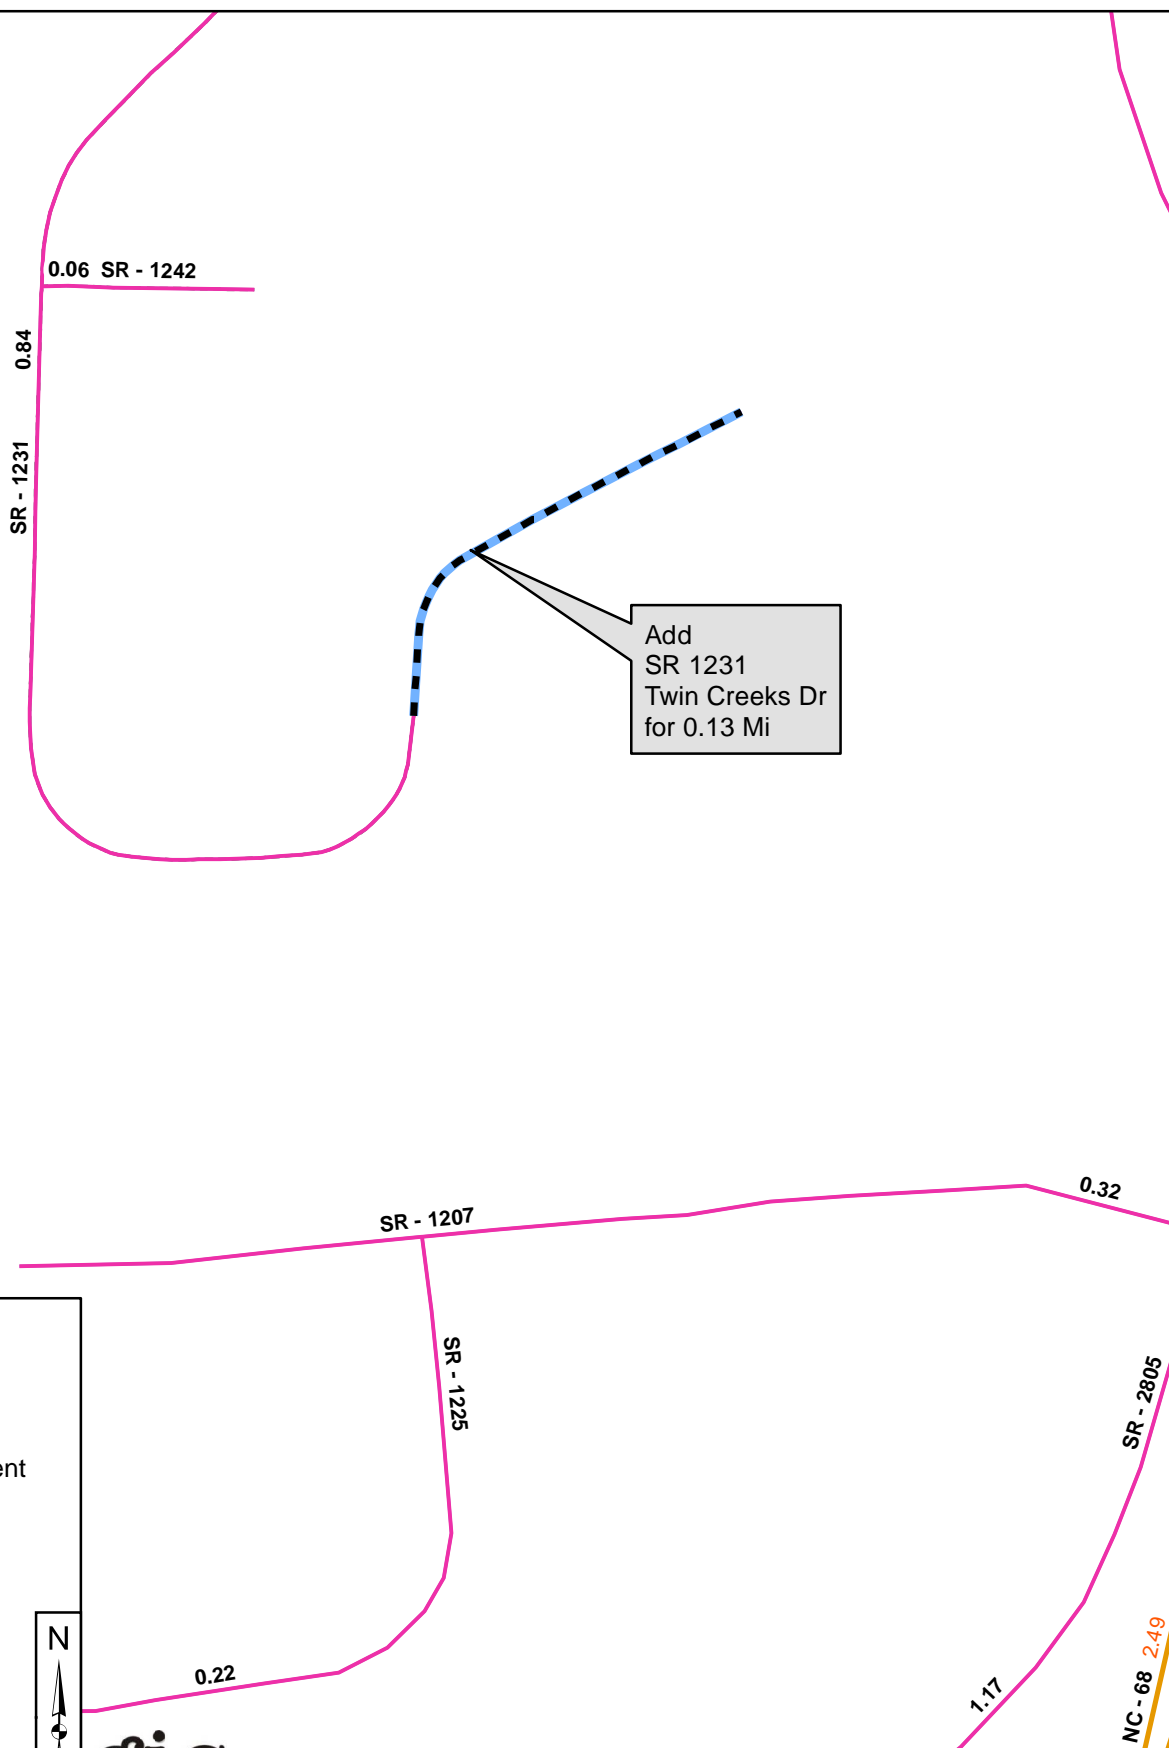 0.06 SR - 1242
0.84
SR - 1231
Add
SR 1231
Twin Creeks Dr
for 0.13 Mi
0.32
SR - 1207
SR - 1225
SR - 2805
N
0.22
1.17
2.49
NC - 68